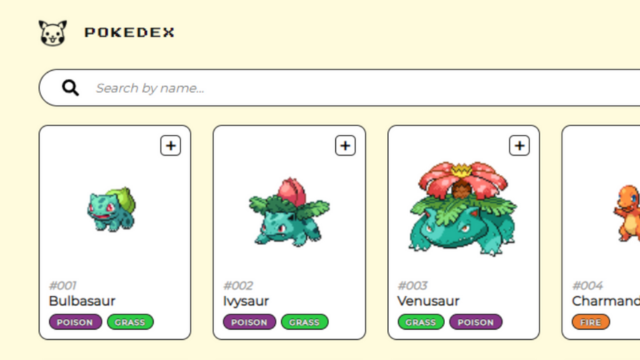 POKEDEX
Search by name...
+ + +
#001 #002 #003 #004
Bulbasaur Ivysaur Venusaur Charmand
POISON GRASS POISON GRASS GRASS POISON FIRE